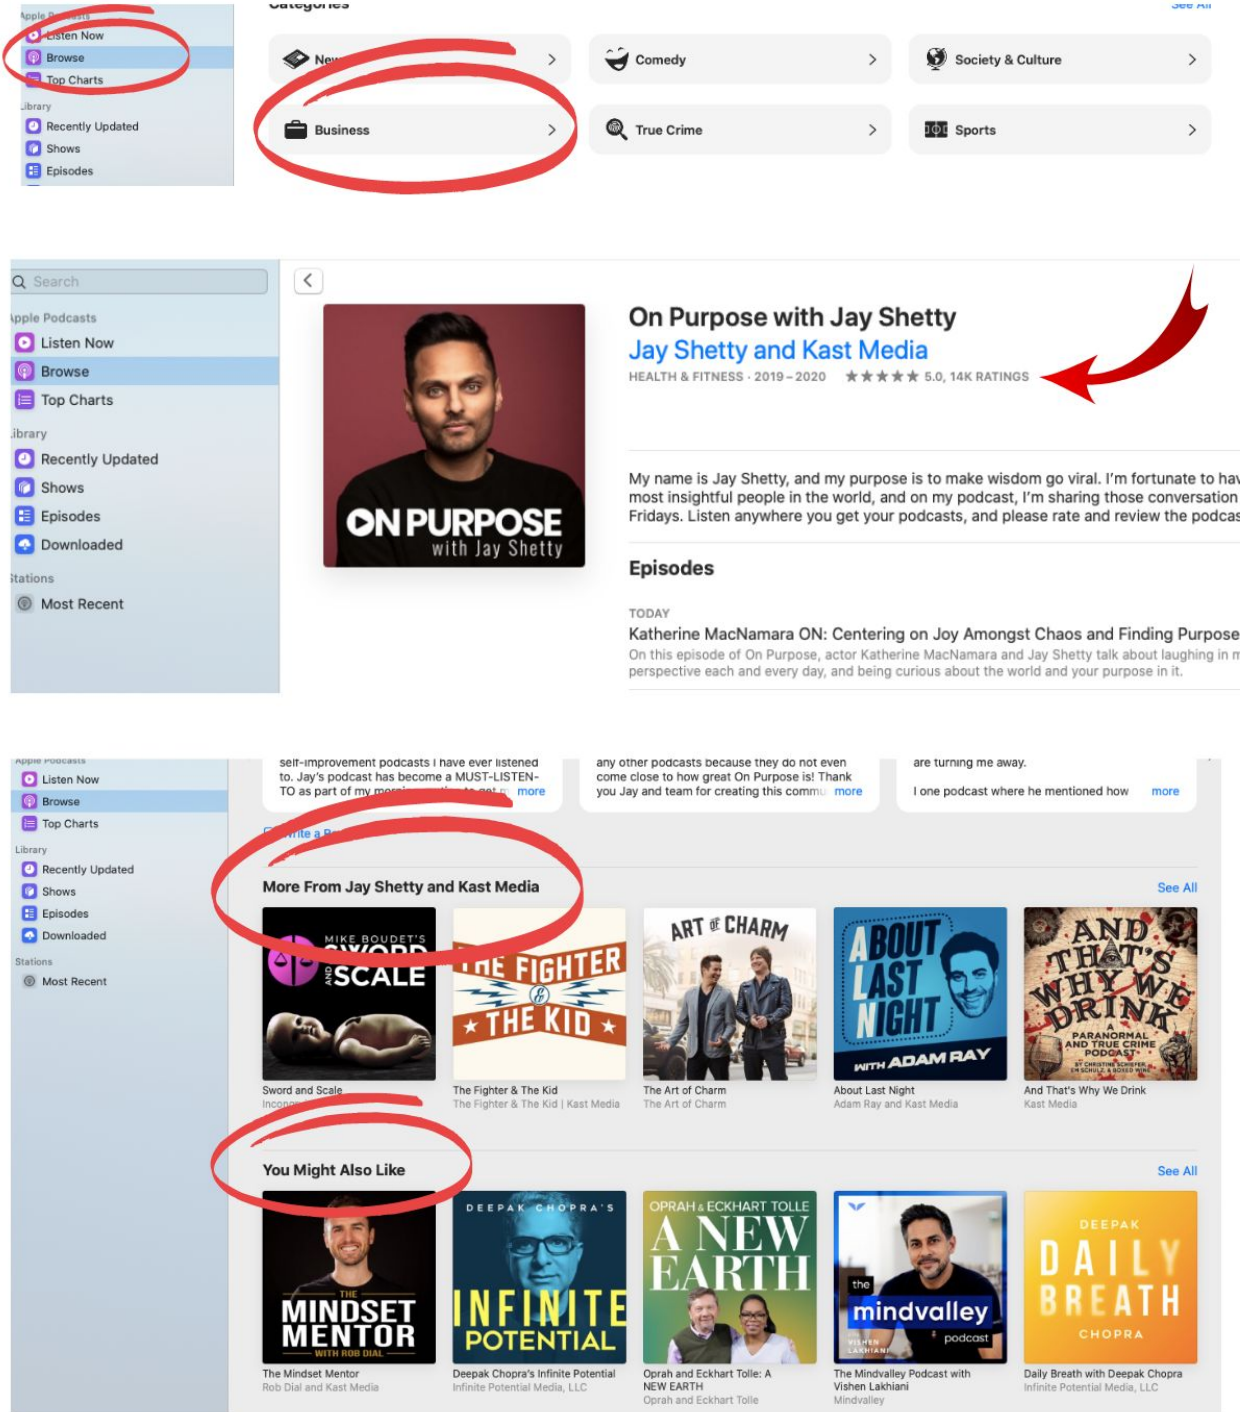 Categories
See All
Apple Podcasts
Listen Now
Browse
Top Charts
Library
Recently Updated
Shows
Episodes
Comedy
Society & Culture
Business
True Crime
Sports
Search
Apple Podcasts
Listen Now
Browse
Top Charts
Library
Recently Updated
Shows
Episodes
Downloaded
Stations
Most Recent
ON PURPOSE
with Jay Shetty
On Purpose with Jay Shetty
Jay Shetty and Kast Media
HEALTH & FITNESS · 2019 – 2020 ★★★★★ 5.0, 14K RATINGS
My name is Jay Shetty, and my purpose is to make wisdom go viral. I'm fortunate to hav
most insightful people in the world, and on my podcast, I'm sharing those conversation
Fridays. Listen anywhere you get your podcasts, and please rate and review the podcas
Episodes
TODAY
Katherine MacNamara ON: Centering on Joy Amongst Chaos and Finding Purpose
On this episode of On Purpose, actor Katherine MacNamara and Jay Shetty talk about laughing in m
perspective each and every day, and being curious about the world and your purpose in it.
Apple Podcasts
Listen Now
Browse
Top Charts
Library
Recently Updated
Shows
Episodes
Downloaded
Stations
Most Recent
self-improvement podcasts I have ever listened
to. Jay's podcast has become a MUST-LISTEN-
TO as part of my more
any other podcasts because they do not even
come close to how great On Purpose is! Thank
you Jay and team for creating this commu more
are turning me away.
I one podcast where he mentioned how more
Write a
More From Jay Shetty and Kast Media
See All
MIKE BOUDET'S
SWORD
AND
SCALE
THE FIGHTER
&
THE KID
ART OF CHARM
ABOUT
LAST
NIGHT
WITH ADAM RAY
AND
THAT'S
WHY WE
DRINK
A
PARANORMAL
AND TRUE CRIME
PODCAST
BY CHRISTINE SCHIEFER,
EM SCHULZ, & BOXED WINE
Sword and Scale
The Fighter & The Kid
The Fighter & The Kid | Kast Media
The Art of Charm
The Art of Charm
About Last Night
Adam Ray and Kast Media
And That's Why We Drink
Kast Media
You Might Also Like
See All
THE
MINDSET
MENTOR
WITH ROB DIAL
DEEPAK CHOPRA'S
INFINITE
POTENTIAL
OPRAH & ECKHART TOLLE
A NEW
EARTH
the
mindvalley
podcast
WITH
VISHEN
LAKHIANI
DEEPAK
DAILY
BREATH
CHOPRA
The Mindset Mentor
Rob Dial and Kast Media
Deepak Chopra's Infinite Potential
Infinite Potential Media, LLC
Oprah and Eckhart Tolle: A
NEW EARTH
Oprah and Eckhart Tolle
The Mindvalley Podcast with
Vishen Lakhiani
Mindvalley
Daily Breath with Deepak Chopra
Infinite Potential Media, LLC